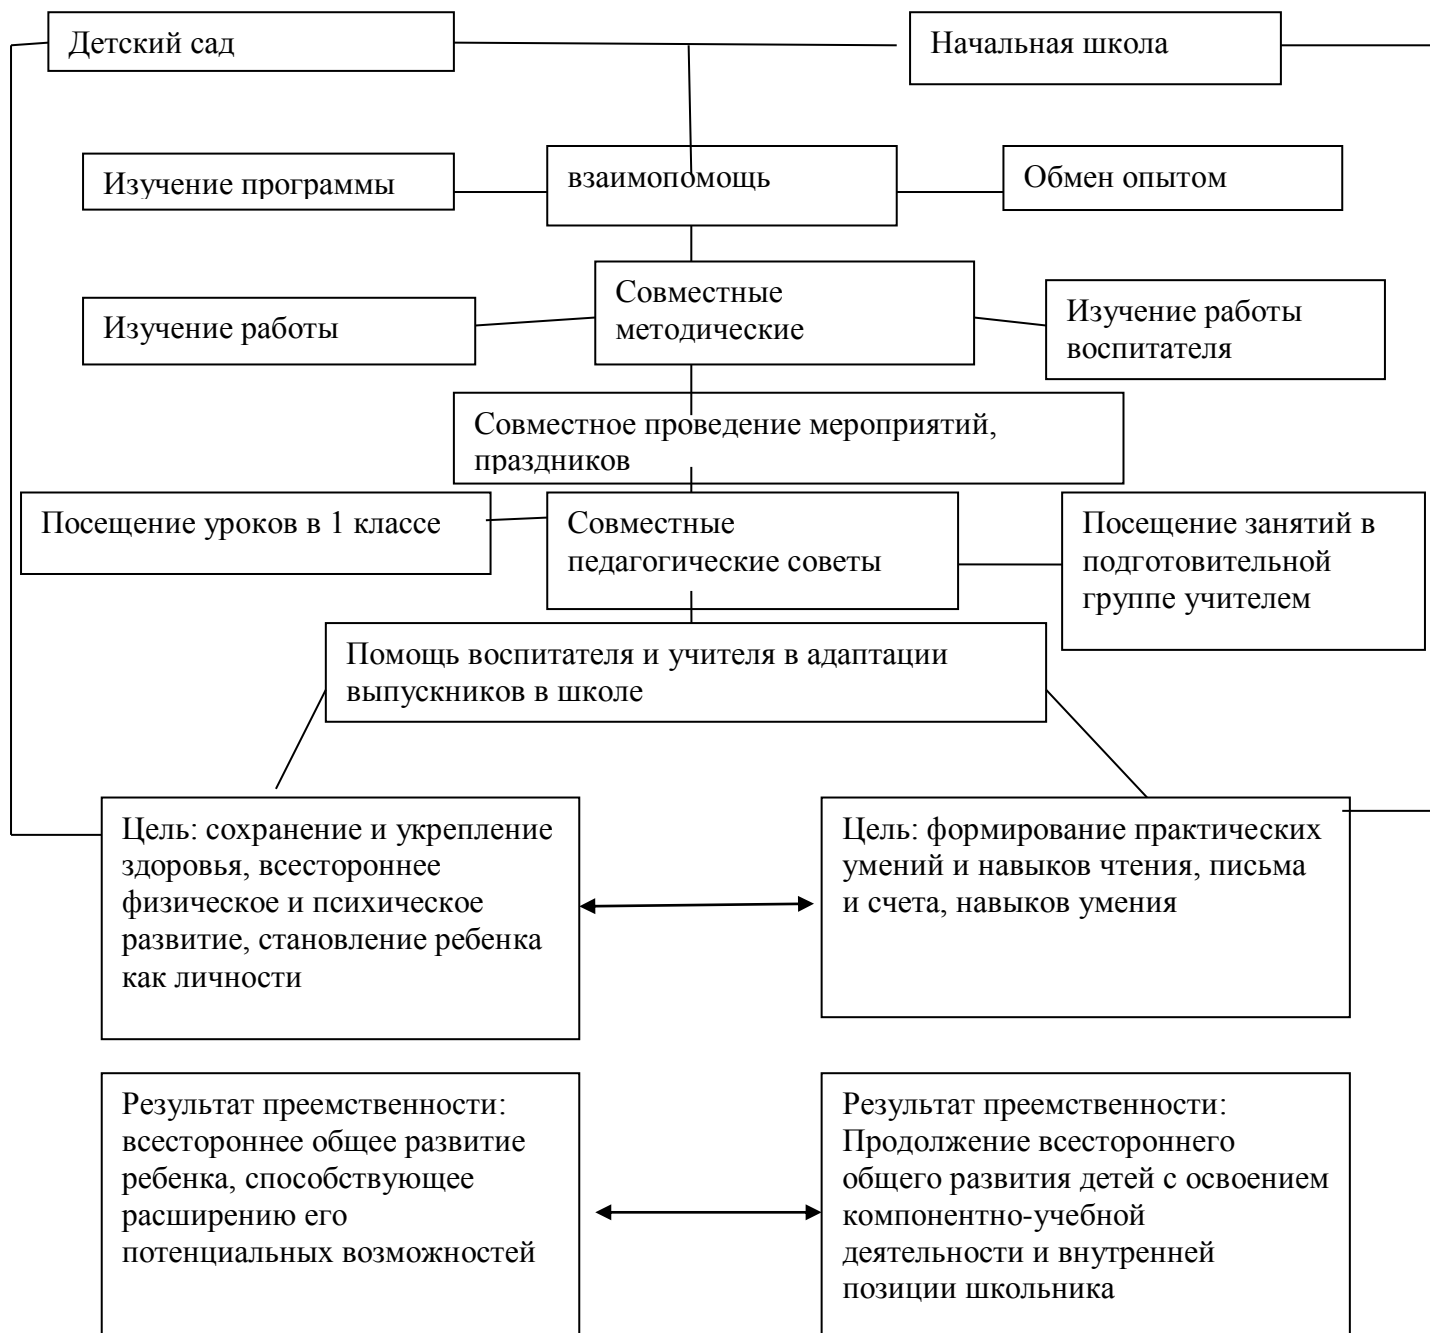 Детский сад
Начальная школа
Изучение программы
взаимопомощь
Обмен опытом
Изучение работы
Совместные
методические
Изучение работы
воспитателя
Совместное проведение мероприятий,
праздников
Посещение уроков в 1 классе
Совместные
педагогические советы
Посещение занятий в
подготовительной
группе учителем
Помощь воспитателя и учителя в адаптации
выпускников в школе
Цель: сохранение и укрепление
здоровья, всестороннее
физическое и психическое
развитие, становление ребенка
как личности
Цель: формирование практических
умений и навыков чтения, письма
и счета, навыков умения
Результат преемственности:
всестороннее общее развитие
ребенка, способствующее
расширению его
потенциальных возможностей
Результат преемственности:
Продолжение всестороннего
общего развития детей с освоением
компонентно-учебной
деятельности и внутренней
позиции школьника